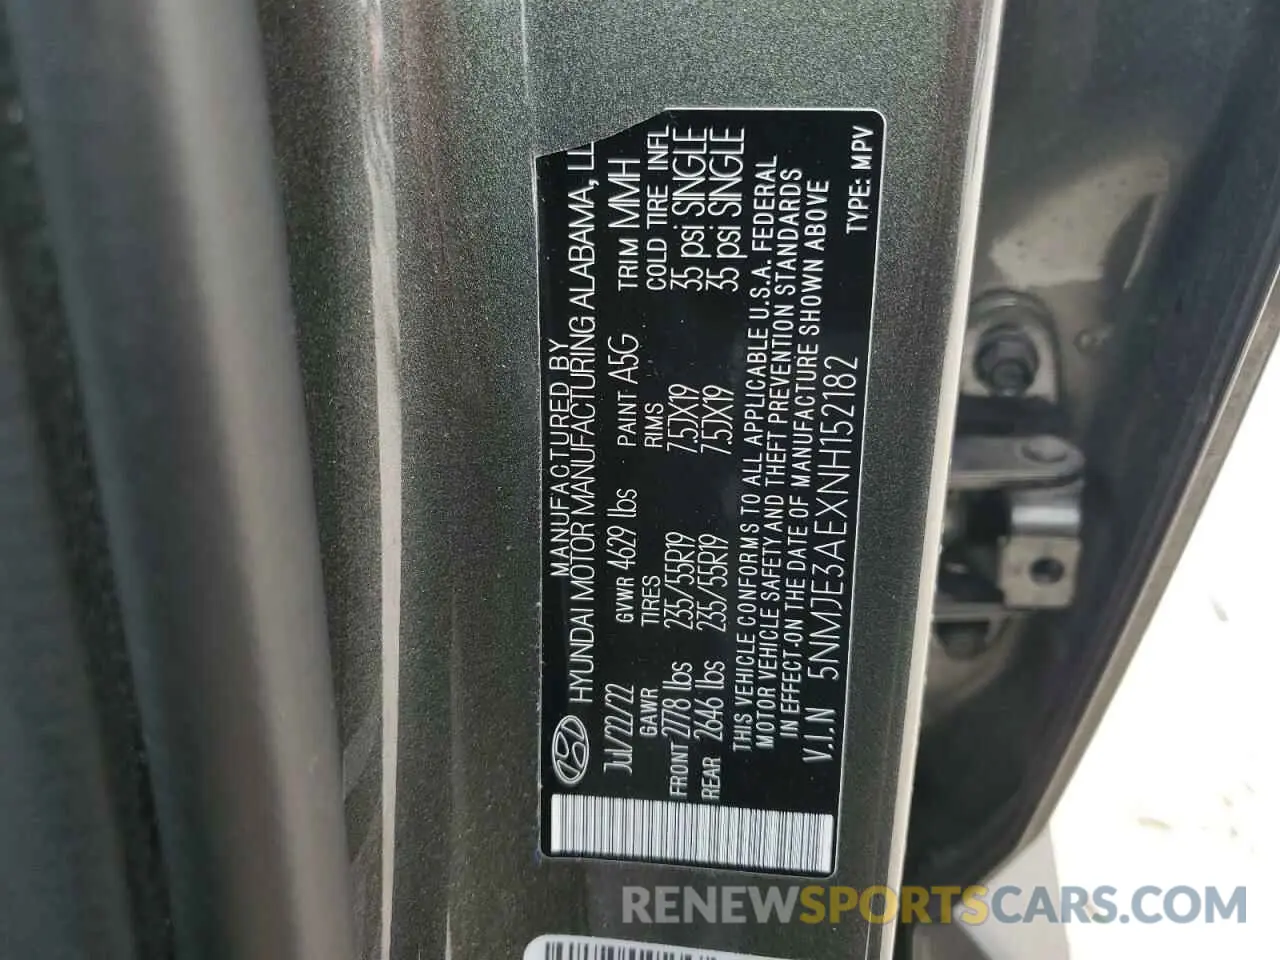 MANUFACTURED BY
HYUNDAI MOTOR MANUFACTURING ALABAMA, LL
Jul/22/22 GVWR 4629 lbs PAINT A5G TRIM MMH
GAWR TIRES RIMS COLD TIRE INFL
FRONT 2778 lbs 235/55R19 7.5JX19 35 psi SINGLE
REAR 2646 lbs 235/55R19 7.5JX19 35 psi SINGLE
THIS VEHICLE CONFORMS TO ALL APPLICABLE U.S.A. FEDERAL
MOTOR VEHICLE SAFETY AND THEFT PREVENTION STANDARDS
IN EFFECT ON THE DATE OF MANUFACTURE SHOWN ABOVE
V.I.N 5NMJE3AEXNH152182
TYPE: MPV
RENEWSPORTSCARS.COM